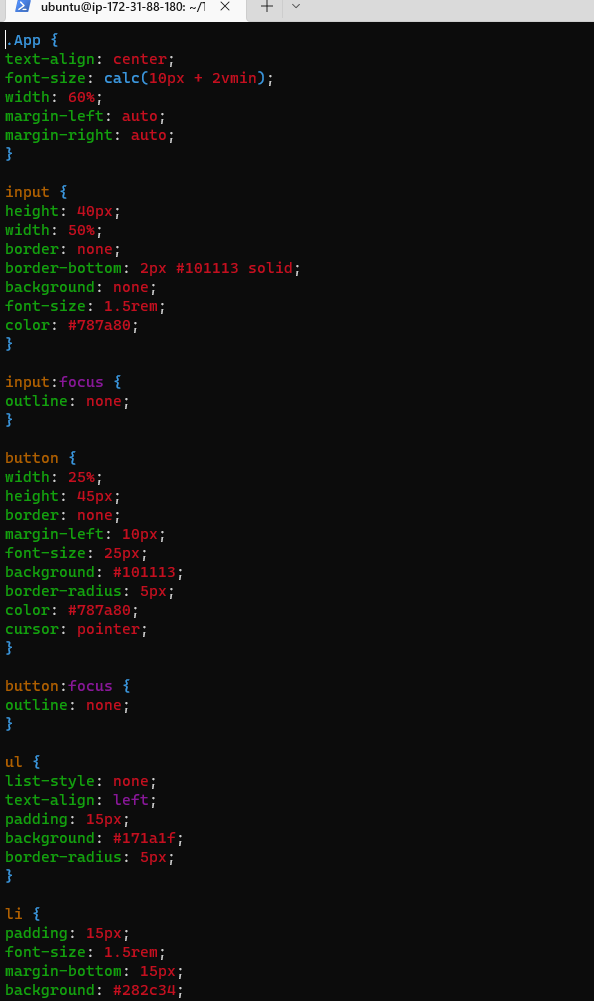 ubuntu@ip-172-31-88-180: ~/T
.App {
text-align: center;
font-size: calc(10px + 2vmin);
width: 60%;
margin-left: auto;
margin-right: auto;
}
input {
height: 40px;
width: 50%;
border: none;
border-bottom: 2px #101113 solid;
background: none;
font-size: 1.5rem;
color: #787a80;
}
input:focus {
outline: none;
}
button {
width: 25%;
height: 45px;
border: none;
margin-left: 10px;
font-size: 25px;
background: #101113;
border-radius: 5px;
color: #787a80;
cursor: pointer;
}
button:focus {
outline: none;
}
ul {
list-style: none;
text-align: left;
padding: 15px;
background: #171a1f;
border-radius: 5px;
}
li {
padding: 15px;
font-size: 1.5rem;
margin-bottom: 15px;
background: #282c34;